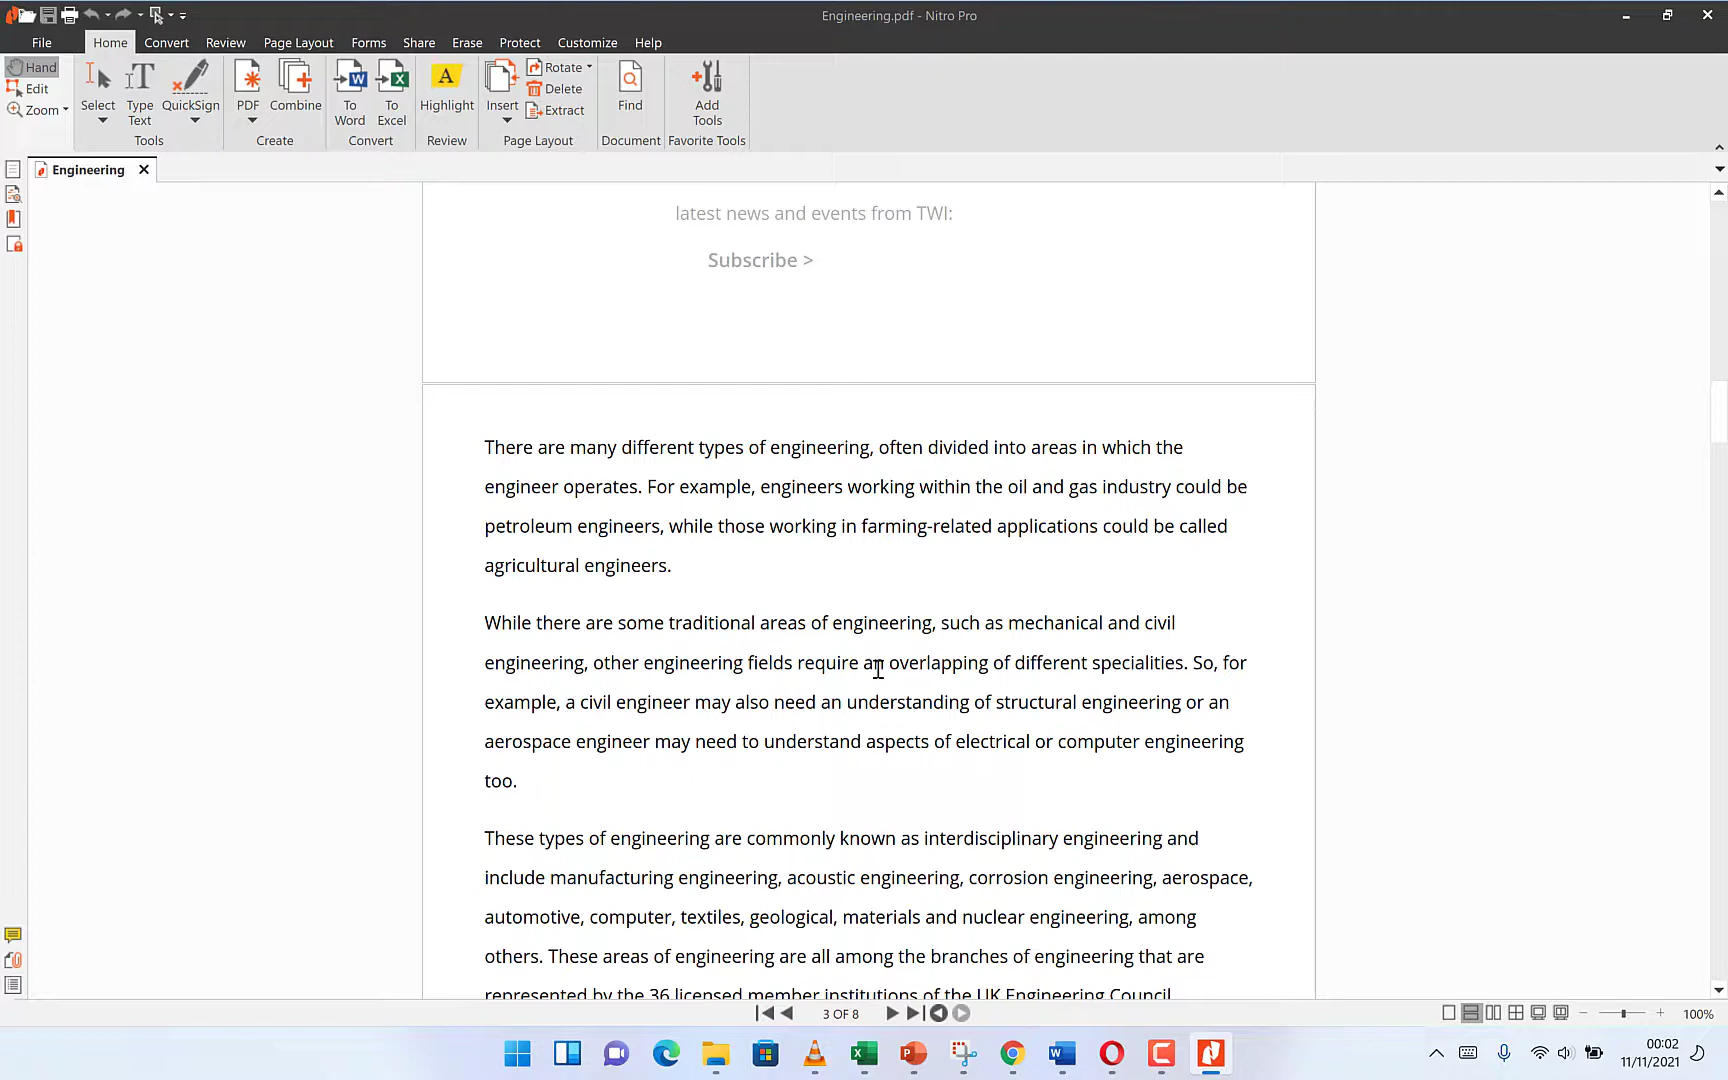 Engineering.pdf - Nitro Pro
File Home Convert Review Page Layout Forms Share Erase Protect Customize Help
Hand
Edit
Zoom
Select
Type Text
QuickSign
Tools
PDF
Combine
Create
To Word
To Excel
Convert
Highlight
Review
Insert
Rotate
Delete
Extract
Page Layout
Find
Document
Add Tools
Favorite Tools
Engineering
latest news and events from TWI:
Subscribe >
There are many different types of engineering, often divided into areas in which the
engineer operates. For example, engineers working within the oil and gas industry could be
petroleum engineers, while those working in farming-related applications could be called
agricultural engineers.
While there are some traditional areas of engineering, such as mechanical and civil
engineering, other engineering fields require an overlapping of different specialities. So, for
example, a civil engineer may also need an understanding of structural engineering or an
aerospace engineer may need to understand aspects of electrical or computer engineering
too.
These types of engineering are commonly known as interdisciplinary engineering and
include manufacturing engineering, acoustic engineering, corrosion engineering, aerospace,
automotive, computer, textiles, geological, materials and nuclear engineering, among
others. These areas of engineering are all among the branches of engineering that are
represented by the 36 licensed member institutions of the UK Engineering Council
3 OF 8
100%
00:02
11/11/2021